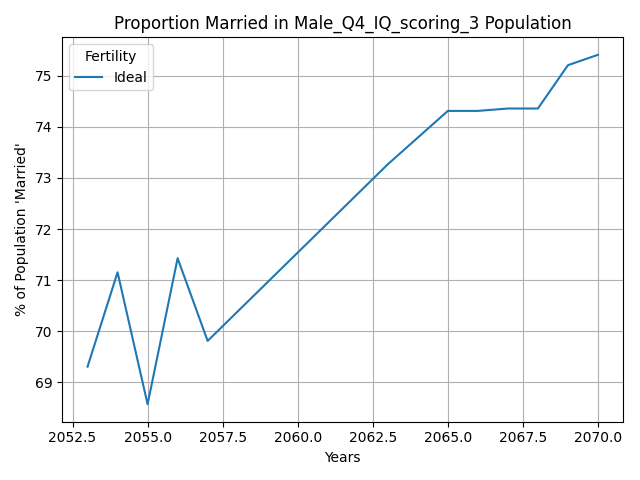 Proportion Married in Male_Q4_IQ_scoring_3 Population
Fertility
Ideal
% of Population 'Married'
75
74
73
72
71
70
69
2052.5 2055.0 2057.5 2060.0 2062.5 2065.0 2067.5 2070.0
Years